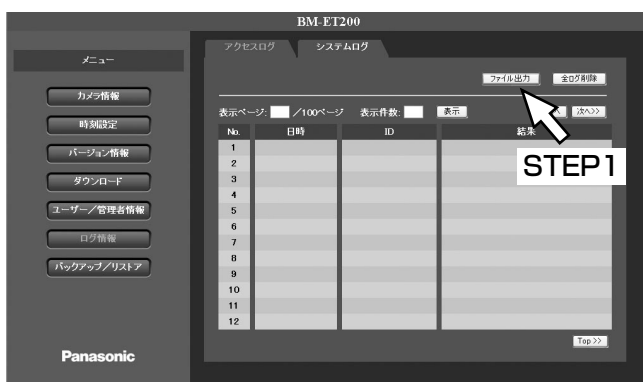 BM-ET200
メニュー
カメラ情報
時刻設定
バージョン情報
ダウンロード
ユーザー/管理者情報
ログ情報
バックアップ/リストア
Panasonic
アクセスログ システムログ
ファイル出力 全ログ削除
表示ページ: /100ページ 表示件数: 表示 次へ>>
No. 日時 ID 結果
1
2
3
4
5
6
7
8
9
10
11
12
STEP1
Top >>